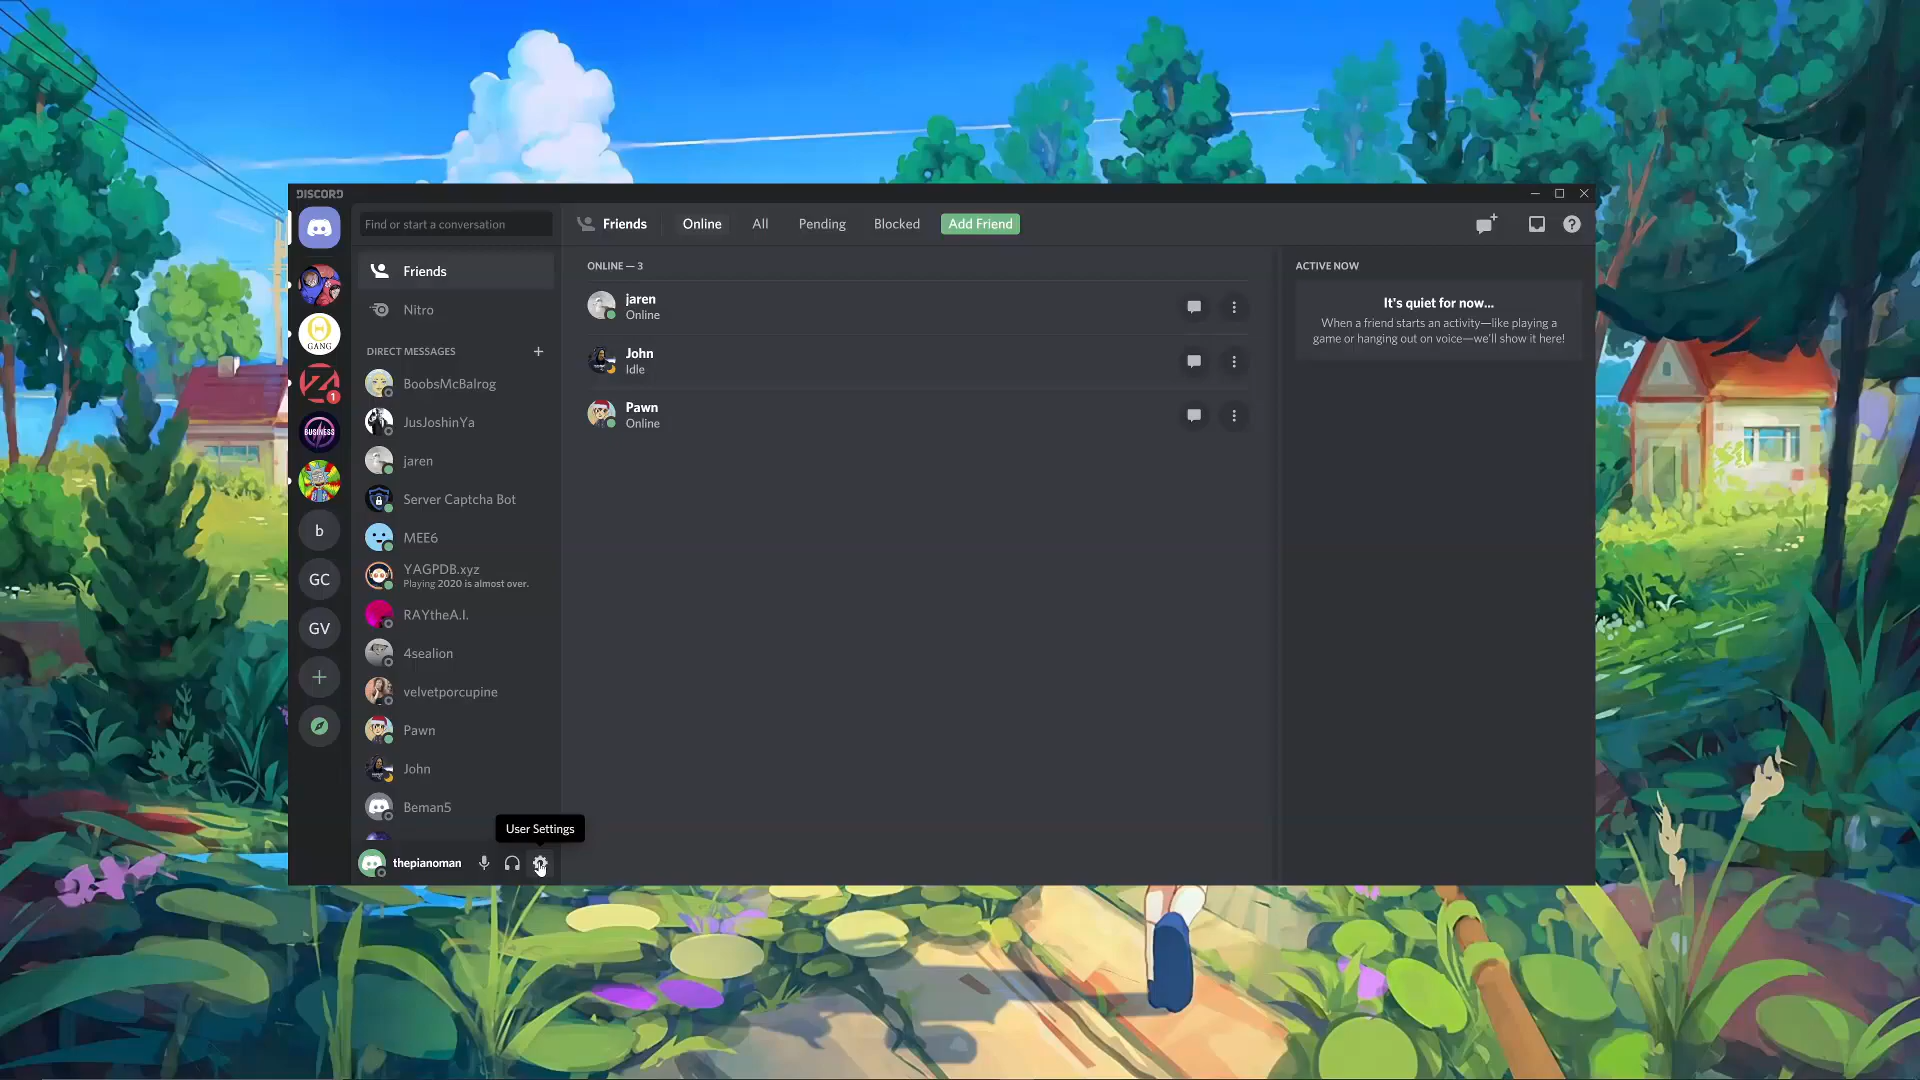 DISCORD
Find or start a conversation
Friends
Online
All
Pending
Blocked
Add Friend
?
Friends
Nitro
DIRECT MESSAGES
BoobsMcBalrog
JusJoshinYa
jaren
Server Captcha Bot
MEE6
YAGPDB.xyz
Playing 2020 is almost over.
RAYtheA.I.
4sealion
velvetporcupine
Pawn
John
Beman5
User Settings
thepianoman
GANG
1
BUSINESS
b
GC
GV
ONLINE — 3
jaren
Online
John
Idle
Pawn
Online
ACTIVE NOW
It's quiet for now...
When a friend starts an activity—like playing a
game or hanging out on voice—we'll show it here!